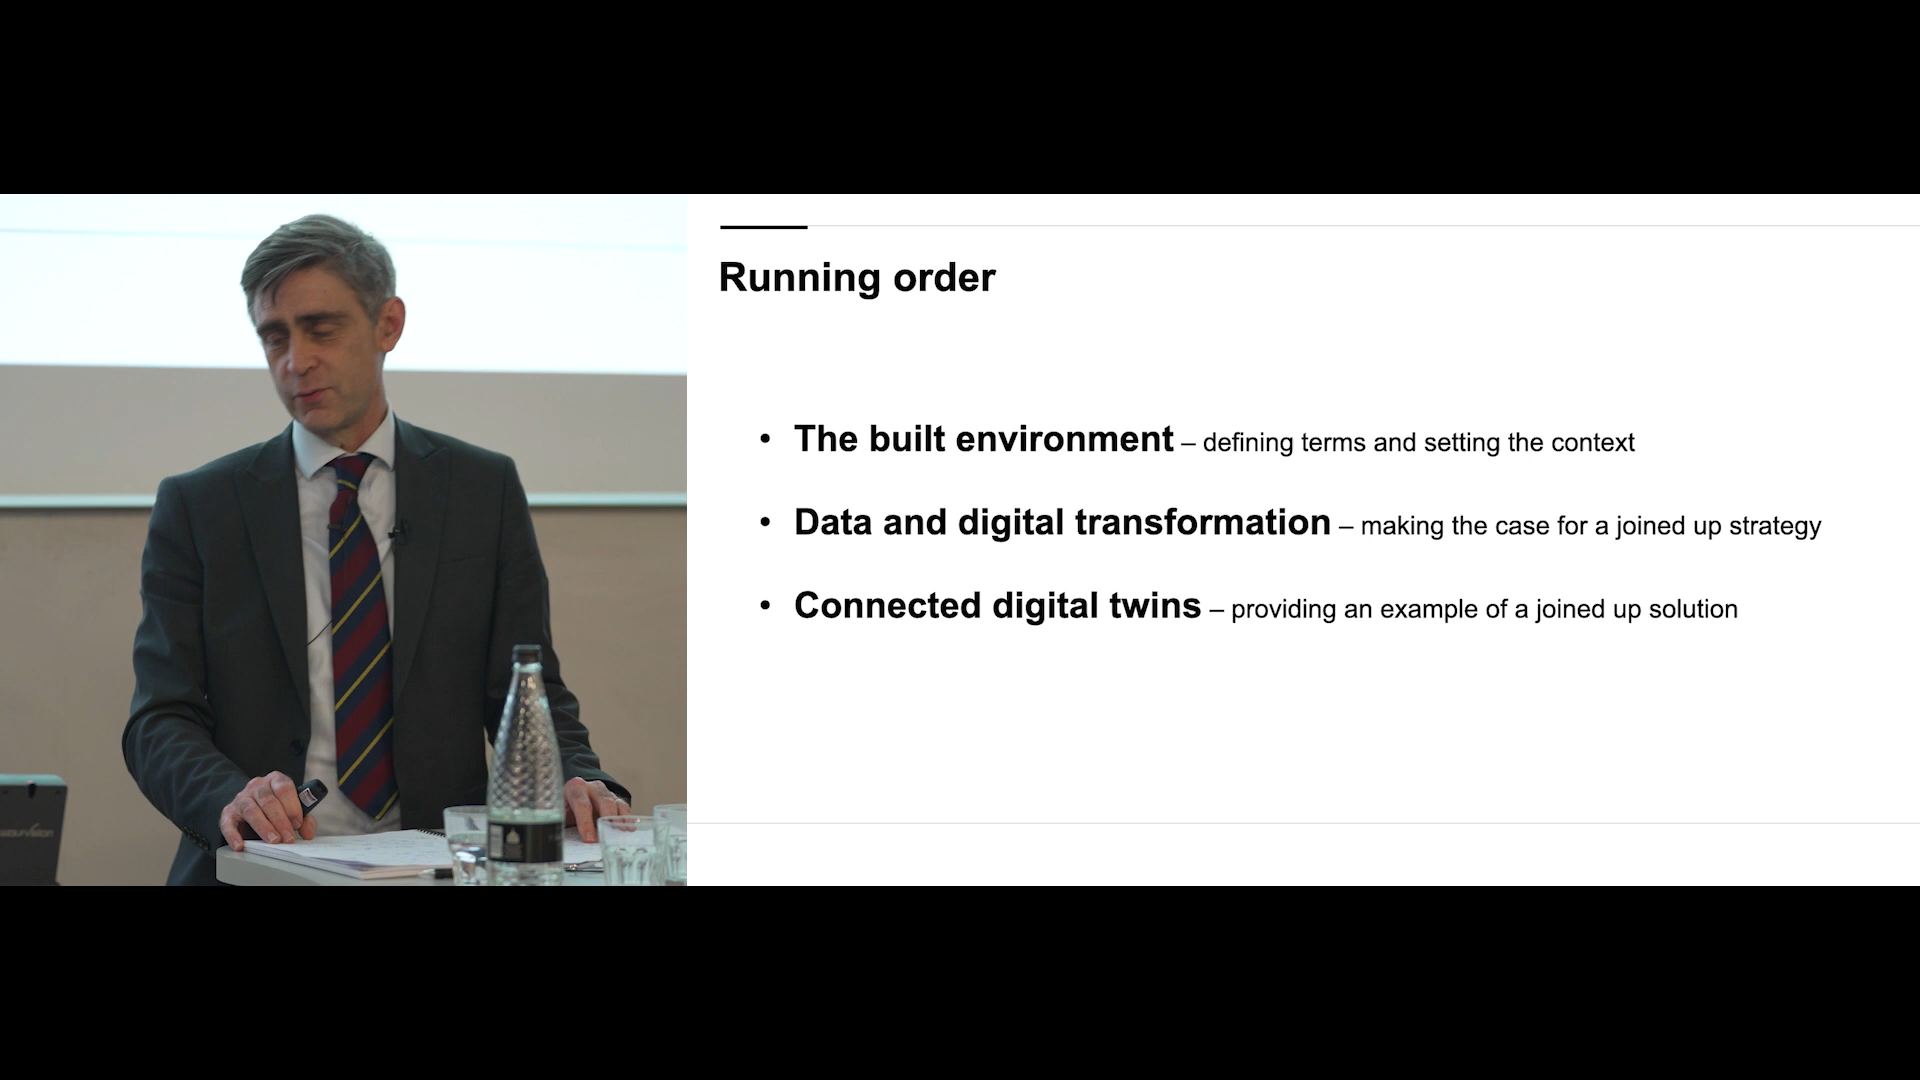 Running order
• The built environment – defining terms and setting the context
• Data and digital transformation – making the case for a joined up strategy
• Connected digital twins – providing an example of a joined up solution